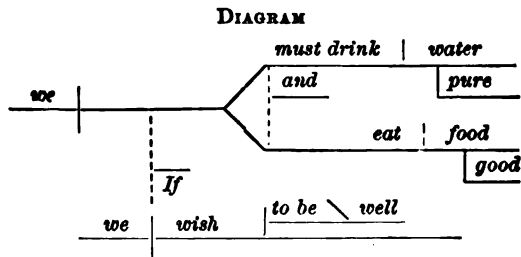 DIAGRAM
must drink water
and pure
we
eat food
good
If
to be well
we wish